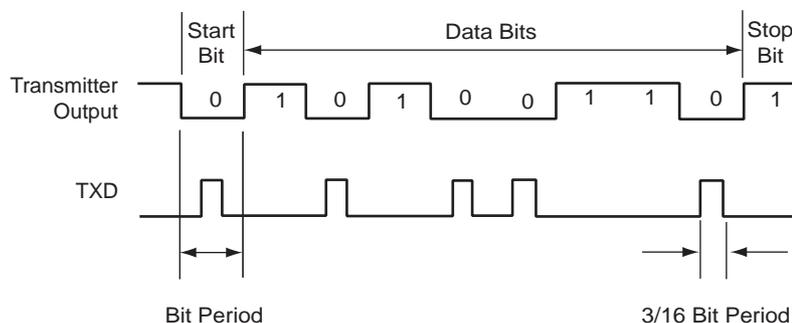 Start
Bit
Data Bits
Stop
Bit
Transmitter
Output
0 1 0 1 0 0 1 1 0 1
TXD
Bit Period
3/16 Bit Period